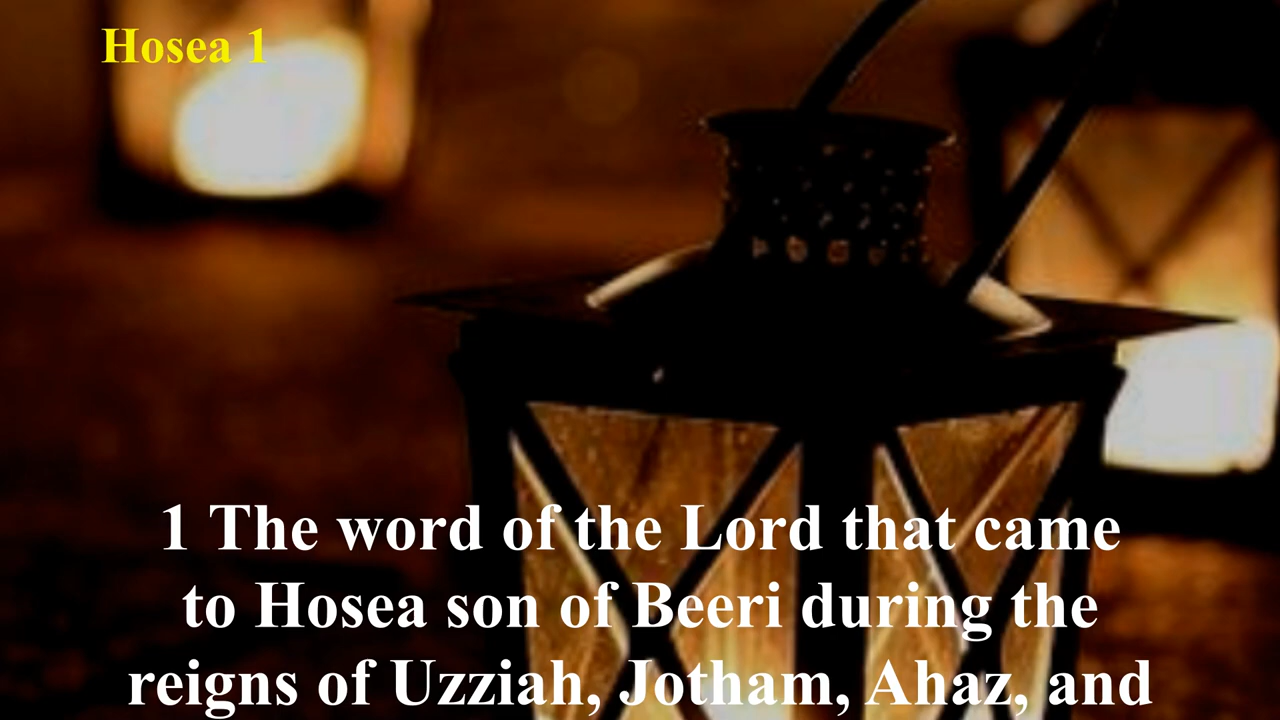 Hosea 1
1 The word of the Lord that came
to Hosea son of Beeri during the
reigns of Uzziah, Jotham, Ahaz, and